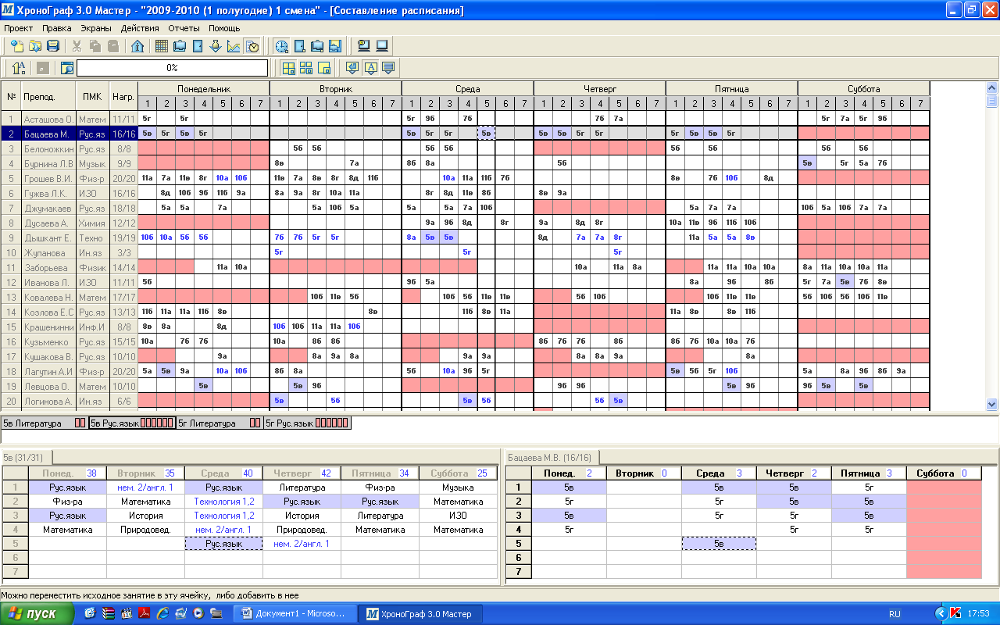 ХроноГраф 3.0 Мастер - "2009-2010 (1 полугодие) 1 смена" - [Составление расписания]
Проект Правка Экраны Действия Отчеты Помощь
0%
№ Препод. ПМК Нагр. Понедельник Вторник Среда Четверг Пятница Суббота
1 2 3 4 5 6 7 1 2 3 4 5 6 7 1 2 3 4 5 6 7 1 2 3 4 5 6 7 1 2 3 4 5 6 7 1 2 3 4 5 6 7
1 Асташова О. Матем 11/11 5г 5г 5г 9б 7б 7б 7а 5г 7а 5г 9б
2 Бацаева М. Рус.яз 16/16 5в 5г 5в 5г 5в 5г 5г 5в 5в 5в 5г 5г 5г 5в 5в 5г
3 Белоножкин Рус.яз 8/8 5б 5б 5б 5б 5б 5б 5б 5б
4 Бурнина Л.В Музык 9/9 8в 7а 8б 8а 5б 5в 5г 5а 7б
5 Грошев В.И. Физ-р 20/20 11а 7а 11в 8г 10а 10б 11в 7а 8в 8г 8д 11б 10а 11а 11б 7б 8в 7б 10б 8д
6 Гужва Л.К. ИЗО 16/16 8д 10б 9б 11б 9а 8а 9а 8г 10а 11а 8г 8д 11в 8б 8в 9а
7 Джумакаев Рус.яз 18/18 5а 5а 7а 5а 10б 5а 5а 5а 7а 10б 5а 7а 7а 10б 5а 10б 7а 7а
8 Дусаева А. Химия 12/12 9а 9б 8д 8г 9а 8д 8г 10а 11в 9б 11б 10б
9 Дышкант Е. Техно 19/19 10б 10а 5б 5б 7б 7б 5г 5г 8а 5в 5в 8д 7а 7а 8г 11а 5а 5а 8в
10 Жупанова Ин.яз 3/3 5г 5г 5г
11 Заборьева Физик 14/14 11а 10а 10а 11а 8а 11а 11а 10а 10а 8а 11а 10а 10а 11а
12 Иванова Л. ИЗО 11/11 5б 9б 5а 8а 9б 8б 5г 7а 5в 7б 8в
13 Ковалева Н. Матем 17/17 10б 11в 5б 10б 5б 11в 11в 5б 10б 10б 11в 11в 5б 10б 5б 10б 11в
14 Козлова Е.С Рус.яз 13/13 11б 11а 11а 11б 8в 8в 11б 8в 11а 11а 8в 8в 11б
15 Крашенинни Инф.И 8/8 8в 8а 8д 10б 10б 11а 11а 10б
16 Кузьменко Рус.яз 15/15 10а 7б 7б 10а 8б 8б 8б 7б 7б 8б 8б 7б 10а 10а 7б
17 Кушакова В. Рус.яз 10/10 9а 8а 9а 8а 9а 9а 8а 8а 9а
18 Лагутин А.И Физ-р 20/20 5а 5в 9а 10а 10б 8б 8а 5б 10а 9б 5г 5в 5б 5г 10б 5а 8а 9б 8б 9а
19 Левцова О. Матем 10/10 5в 5в 9б 9б 9б 5в 9б 9б 5в 5в
20 Логинова А. Ин.яз 6/6 5в 5б 5в 5б 5б 5в
5в Литература 5в Рус.язык 5г Литература 5г Рус.язык
5в (31/31)
Понед. 38 Вторник 35 Среда 40 Четверг 42 Пятница 34 Суббота 25
1 Рус.язык нем. 2/англ. 1 Рус.язык Литература Физ-ра Музыка
2 Физ-ра Математика Технология 1,2 Рус.язык Рус.язык Математика
3 Рус.язык История Технология 1,2 История Литература ИЗО
4 Математика Природовед. нем. 2/англ. 1 Природовед. Математика Математика
5 Рус.язык нем. 2/англ. 1
6
7
Бацаева М.В. (16/16)
Понед. 2 Вторник 0 Среда 3 Четверг 2 Пятница 3 Суббота 0
1 5в 5в 5в 5г
2 5г 5г 5в 5в
3 5в 5г 5г 5в
4 5г 5г 5г
5 5в
6
7
Можно переместить исходное занятие в эту ячейку, либо добавить в нее
пуск Документ1 - Microso... ХроноГраф 3.0 Мастер RU 17:53